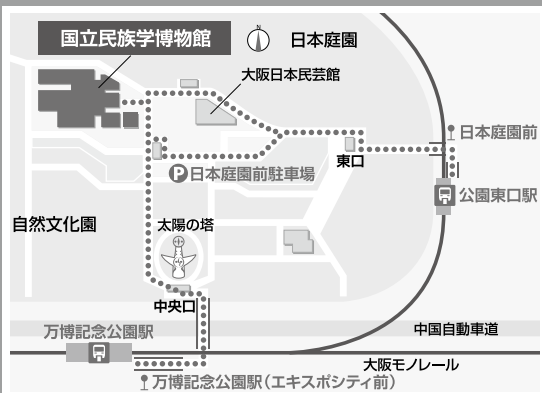 国立民族学博物館
N
日本庭園
大阪日本民芸館
日本庭園前
東口
P日本庭園前駐車場
公園東口駅
自然文化園
太陽の塔
中央口
万博記念公園駅
中国自動車道
大阪モノレール
万博記念公園駅(エキスポシティ前)